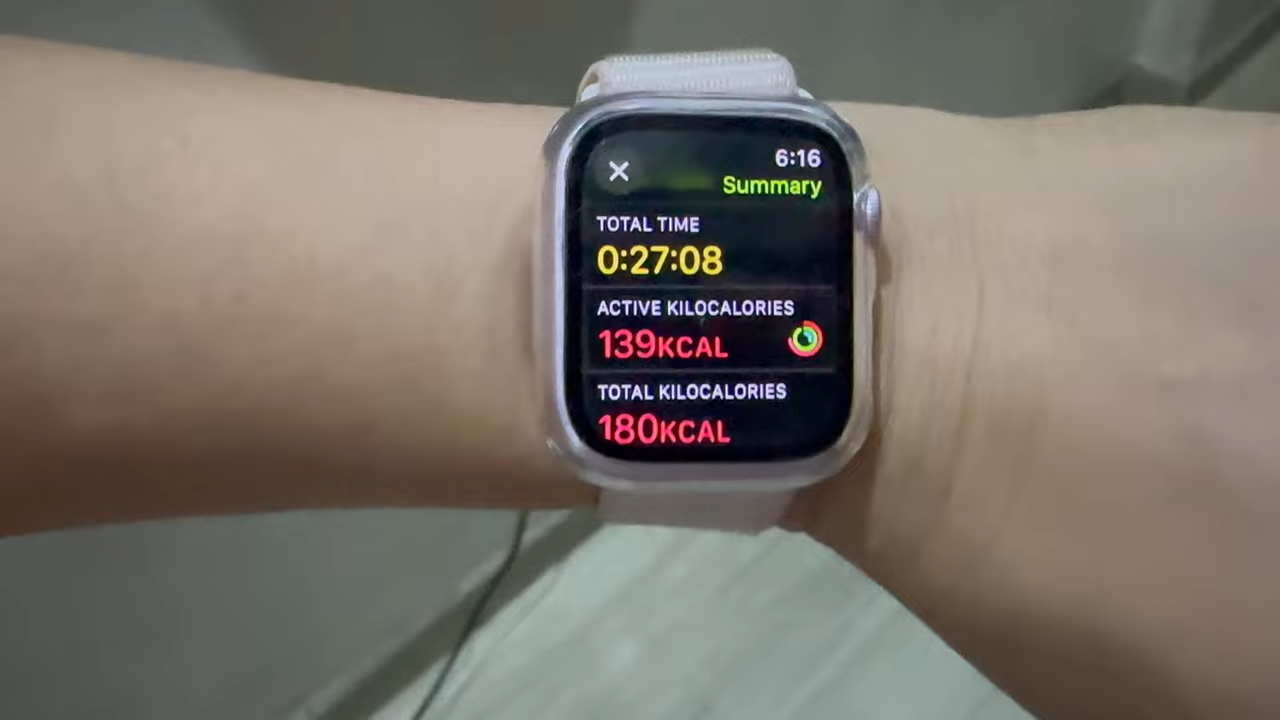 6:16
Summary
TOTAL TIME
0:27:08
ACTIVE KILOCALORIES
139KCAL
TOTAL KILOCALORIES
180KCAL